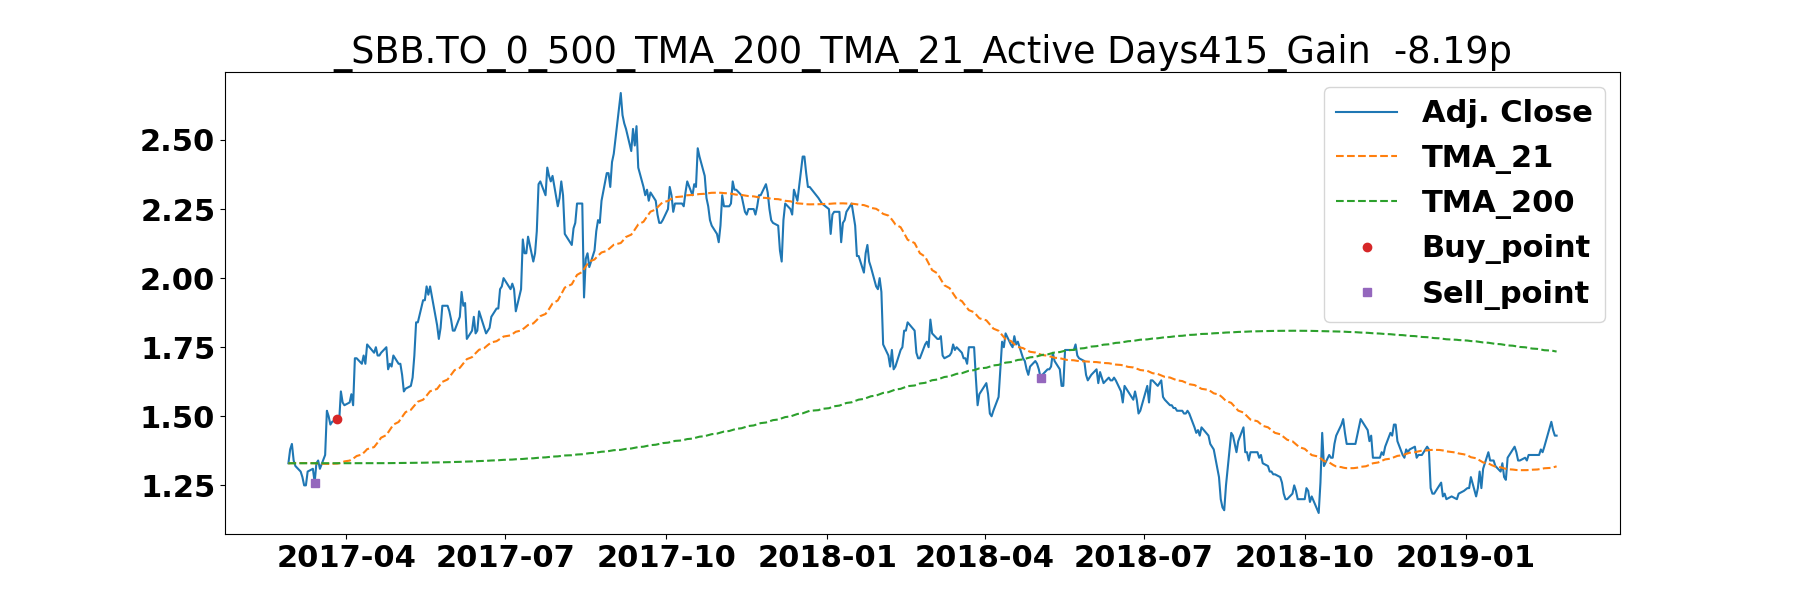 _SBB.TO_0_500_TMA_200_TMA_21_Active Days415_Gain  -8.19p
2.50
2.25
2.00
1.75
1.50
1.25
Adj. Close
TMA_21
TMA_200
Buy_point
Sell_point
2017-04 2017-07 2017-10 2018-01 2018-04 2018-07 2018-10 2019-01